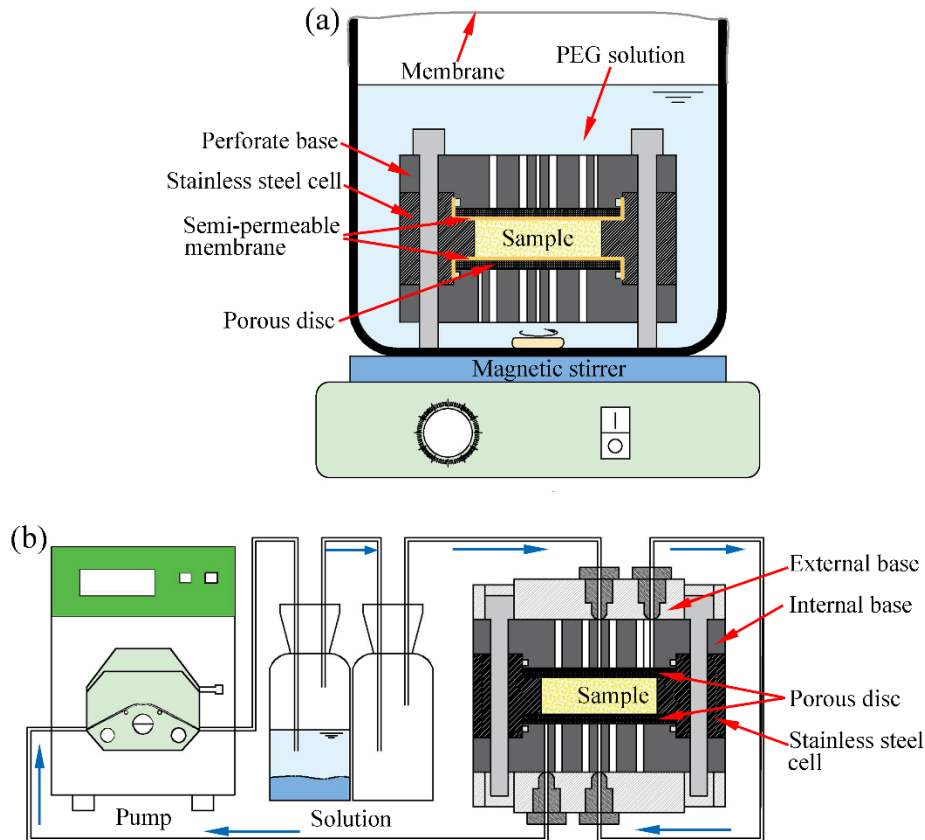 (a)
Membrane
PEG solution
Perforate base
Stainless steel cell
Semi-permeable
membrane
Sample
Porous disc
Magnetic stirrer
(b)
External base
Internal base
Sample
Porous disc
Stainless steel
cell
Pump
Solution